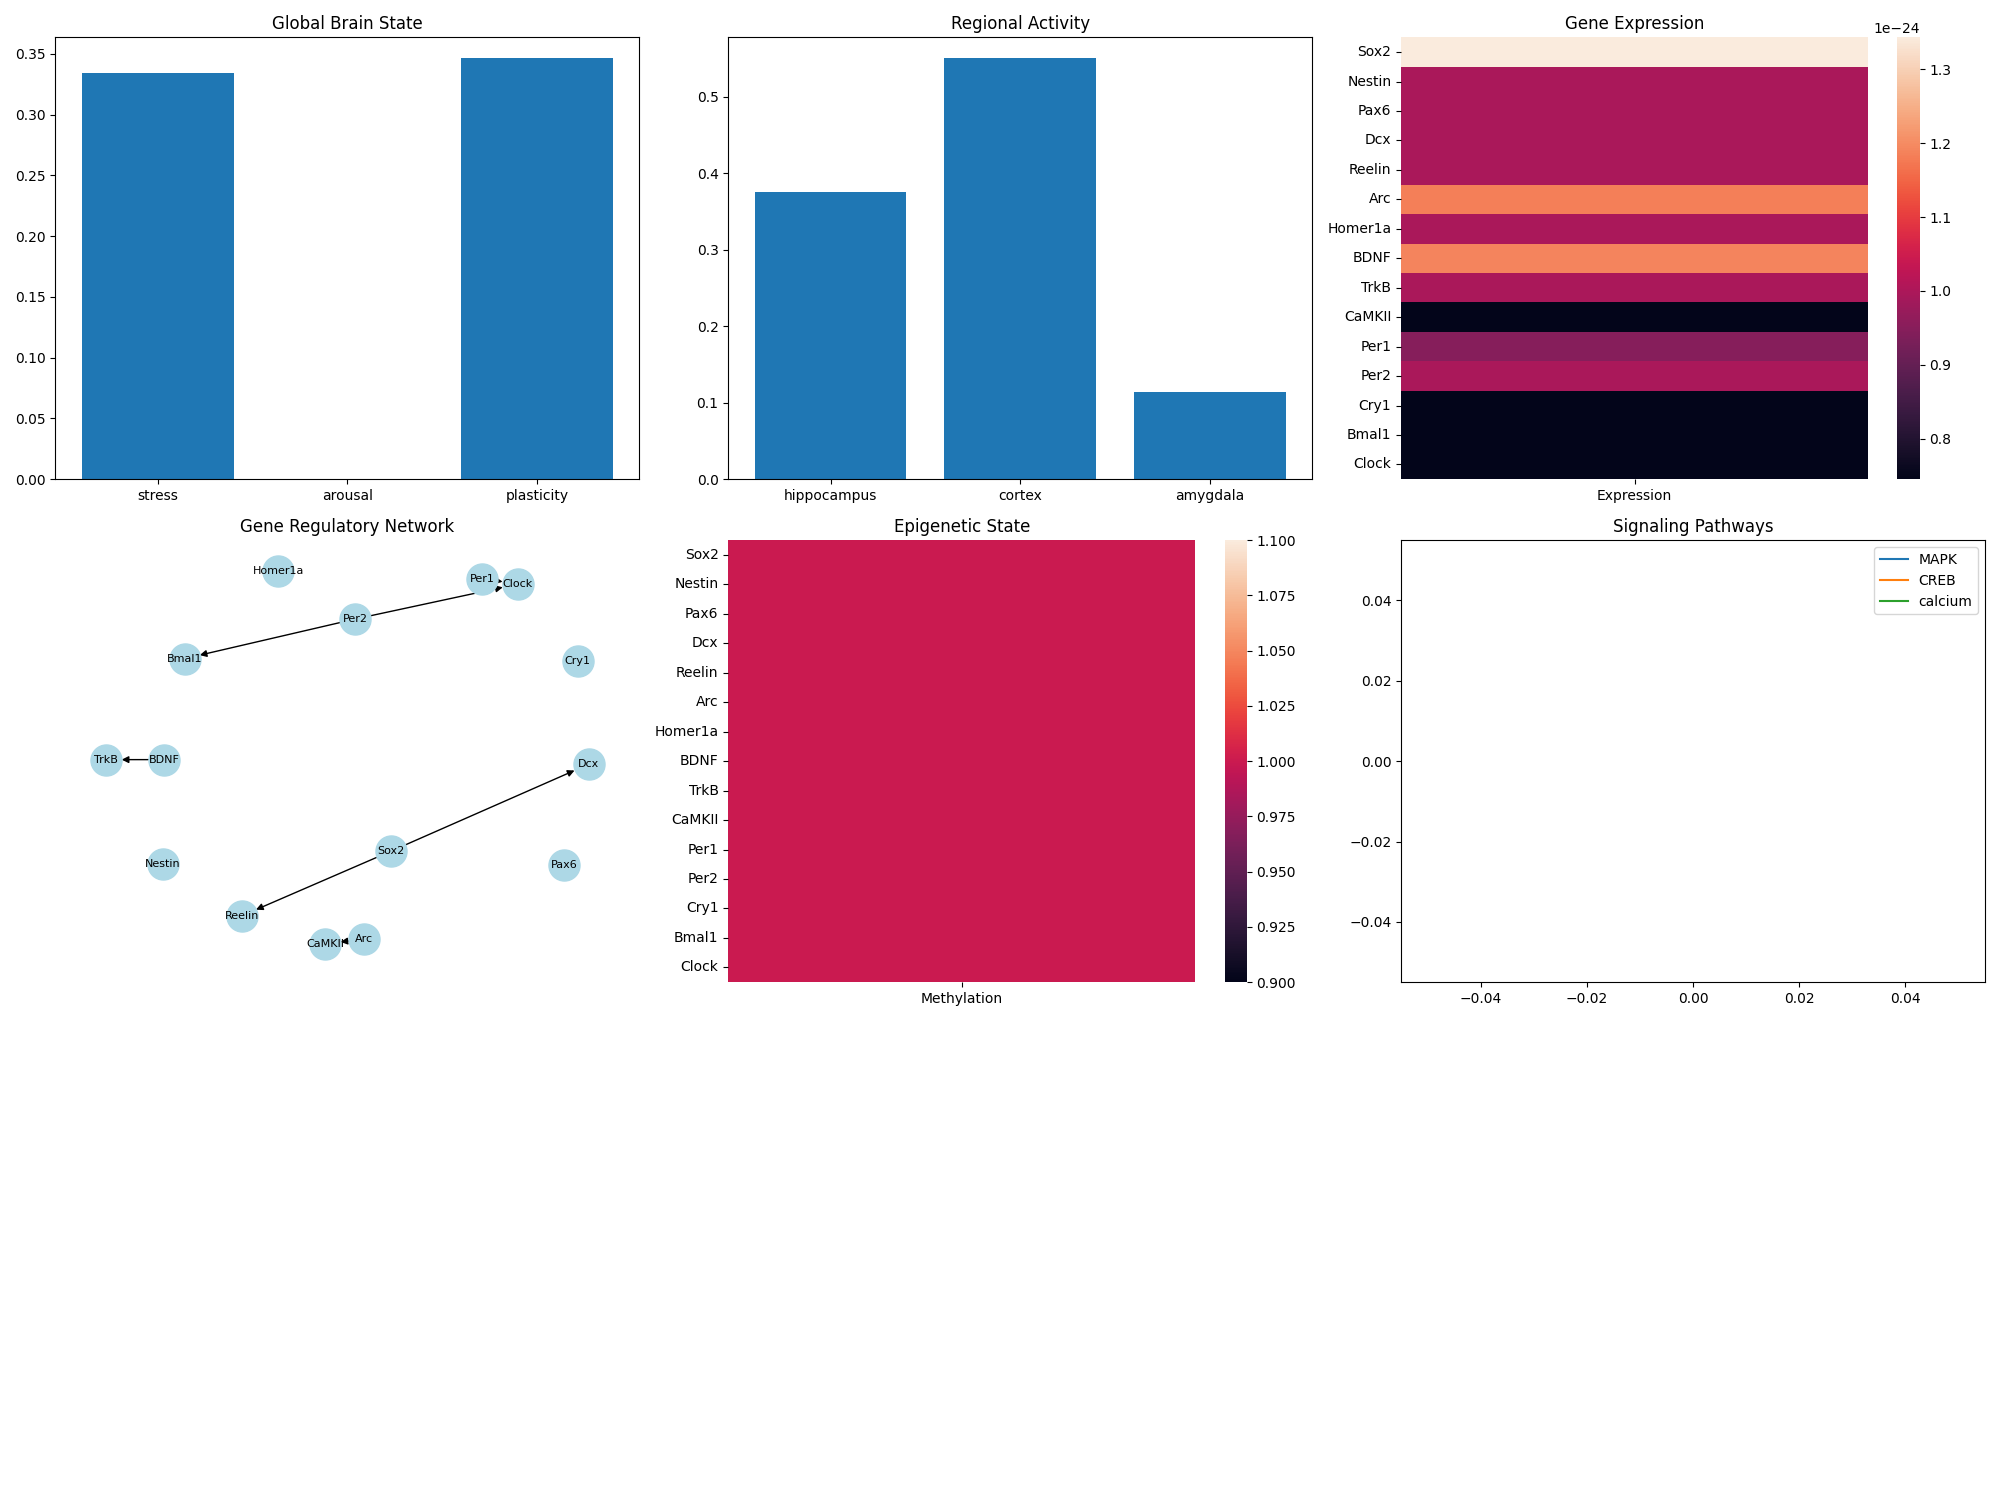 Global Brain State
0.35
0.30
0.25
0.20
0.15
0.10
0.05
0.00
stress arousal plasticity
Regional Activity
0.5
0.4
0.3
0.2
0.1
0.0
hippocampus cortex amygdala
Gene Expression
1e−24
Sox2
Nestin
Pax6
Dcx
Reelin
Arc
Homer1a
BDNF
TrkB
CaMKII
Per1
Per2
Cry1
Bmal1
Clock
Expression
1.3
1.2
1.1
1.0
0.9
0.8
Gene Regulatory Network
Homer1a
Per1
Clock
Per2
Bmal1
Cry1
TrkB
BDNF
Dcx
Sox2
Nestin
Pax6
Reelin
CaMKII
Arc
Epigenetic State
Sox2
Nestin
Pax6
Dcx
Reelin
Arc
Homer1a
BDNF
TrkB
CaMKII
Per1
Per2
Cry1
Bmal1
Clock
Methylation
1.100
1.075
1.050
1.025
1.000
0.975
0.950
0.925
0.900
Signaling Pathways
MAPK
CREB
calcium
0.04
0.02
0.00
−0.02
−0.04
−0.04 −0.02 0.00 0.02 0.04